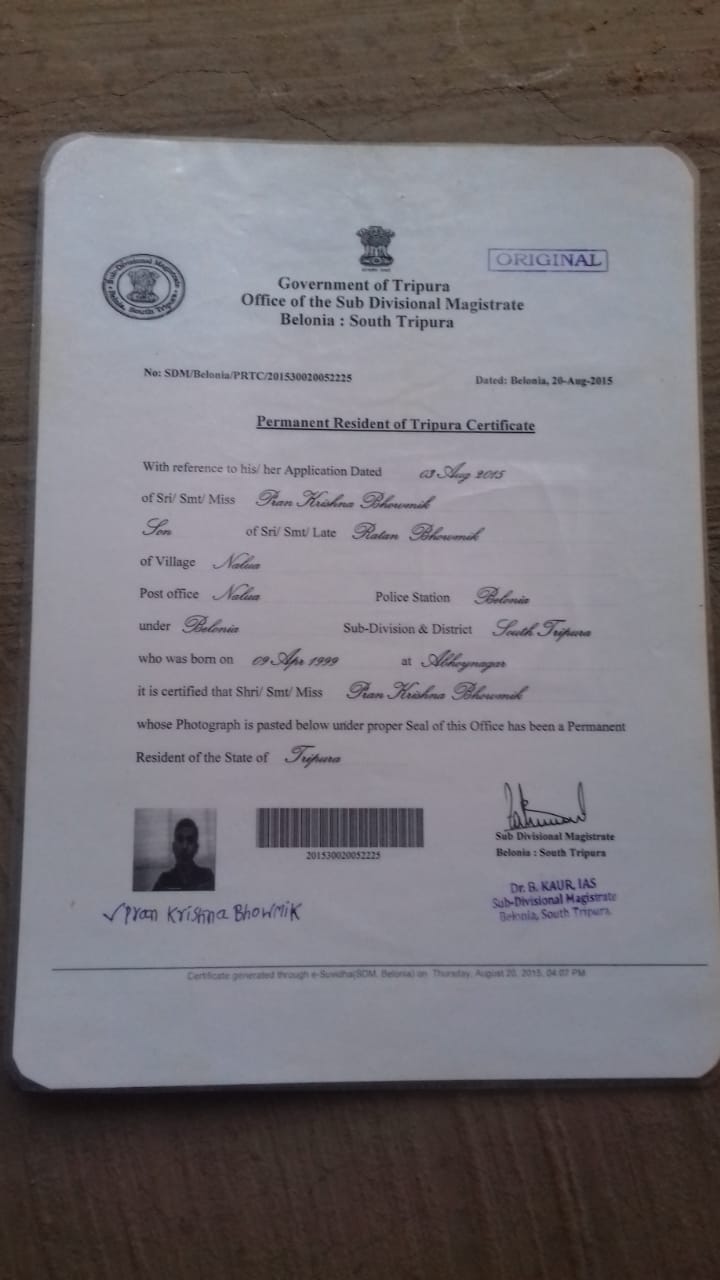 Sub-Divisional Magistrate
Belonia, South Tripura
ORIGINAL
Government of Tripura
Office of the Sub Divisional Magistrate
Belonia : South Tripura
No: SDM/Belonia/PRTC/201530020052225
Dated: Belonia, 20-Aug-2015
Permanent Resident of Tripura Certificate
With reference to his/ her Application Dated 03 Aug 2015
of Sri/ Smt/ Miss Pran Krishna Bhowmik
Son of Sri/ Smt/ Late Ratan Bhowmik
of Village Nalua
Post office Nalua Police Station Belonia
under Belonia Sub-Division & District South Tripura
who was born on 09 Apr 1999 at Abhoynagar
it is certified that Shri/ Smt/ Miss Pran Krishna Bhowmik
whose Photograph is pasted below under proper Seal of this Office has been a Permanent
Resident of the State of Tripura
201530020052225
Sub Divisional Magistrate
Belonia : South Tripura
Pran Krishna Bhowmik
Dr. B. KAUR, IAS
Sub-Divisional Magistrate
Belonia, South Tripura
Certificate generated through e-Suvidha(SDM, Belonia) on Thursday, August 20, 2015, 04:07 PM